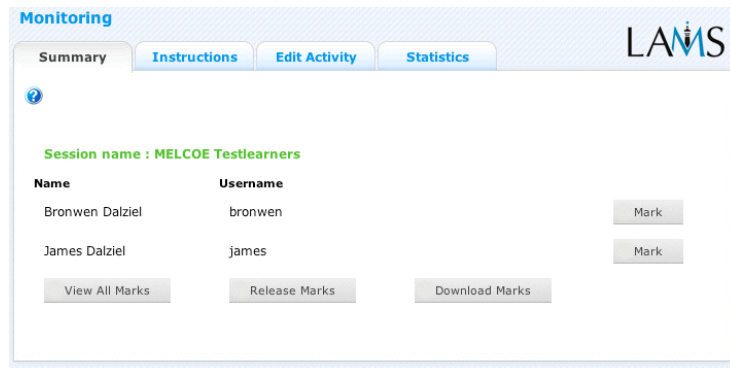 Monitoring
LAMS
Summary Instructions Edit Activity Statistics
?
Session name : MELCOE Testlearners
Name Username
Bronwen Dalziel bronwen Mark
James Dalziel james Mark
View All Marks Release Marks Download Marks